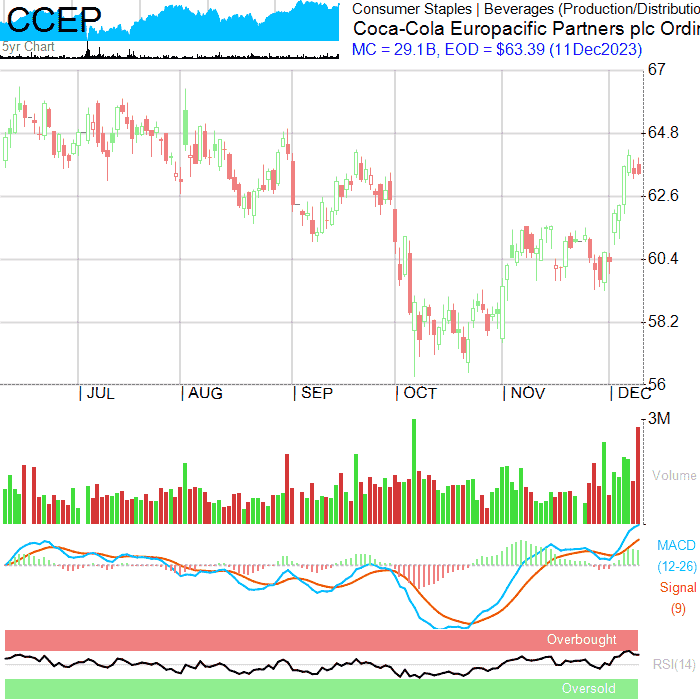 CCEP
5yr Chart
Consumer Staples | Beverages (Production/Distributio
Coca-Cola Europacific Partners plc Ordin
MC = 29.1B, EOD = $63.39 (11Dec2023)
67
64.8
62.6
60.4
58.2
56
| JUL | AUG | SEP | OCT | NOV | DEC
3M
Volume
MACD
(12-26)
Signal
(9)
Overbought
RSI(14)
Oversold